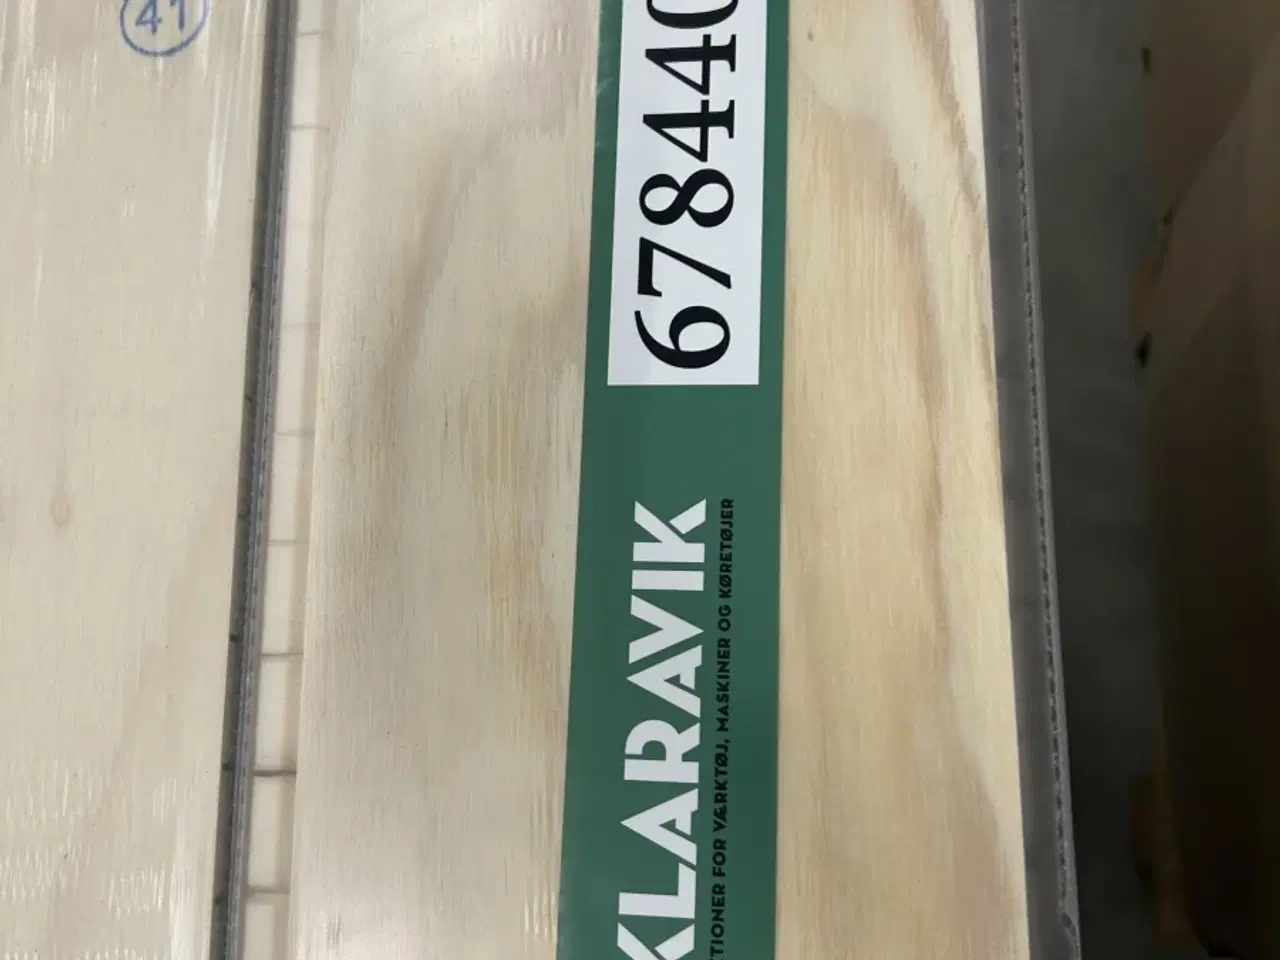 41
678440
KLARAVIK
TIONER FOR VÆRKTØJ, MASKINER OG KØRETØJER